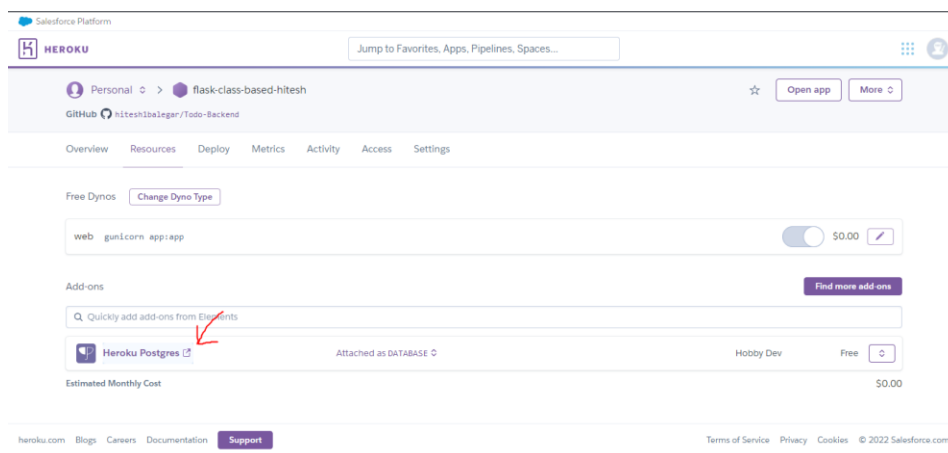 Salesforce Platform
HEROKU
Jump to Favorites, Apps, Pipelines, Spaces...
Personal > flask-class-based-hitesh
Open app More
GitHub hitesh1balegar/Todo-Backend
Overview Resources Deploy Metrics Activity Access Settings
Free Dynos Change Dyno Type
web gunicorn app:app $0.00
Add-ons Find more add-ons
Quickly add add-ons from Elements
Heroku Postgres Attached as DATABASE Hobby Dev Free
Estimated Monthly Cost $0.00
heroku.com Blogs Careers Documentation Support Terms of Service Privacy Cookies © 2022 Salesforce.com